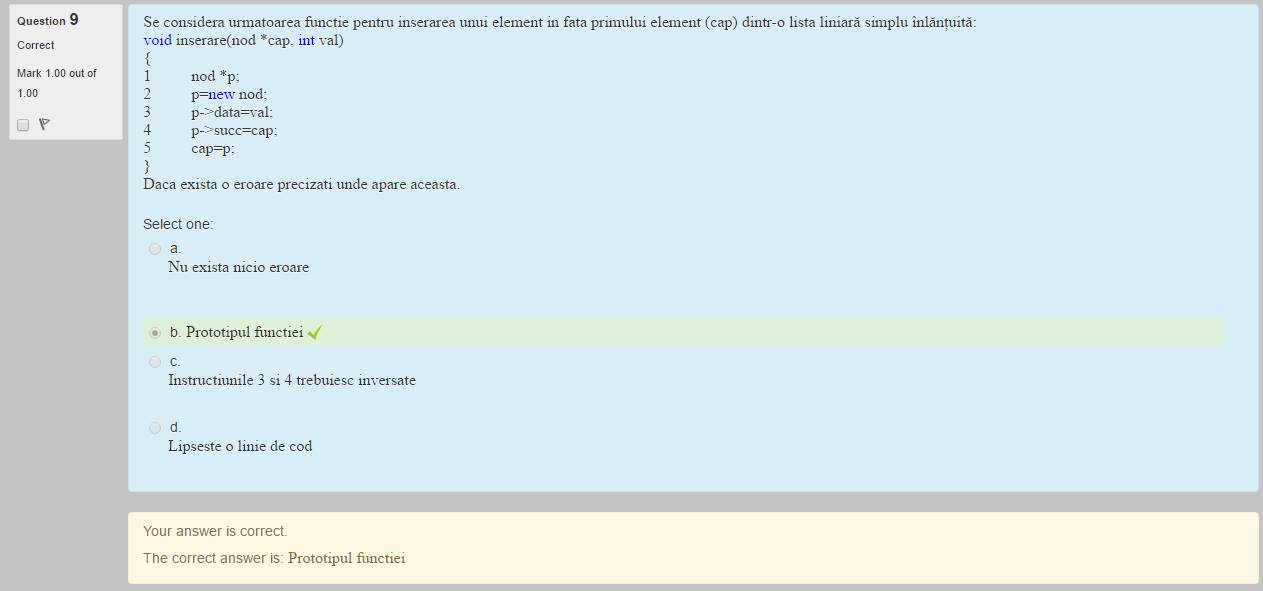 Question 9
Correct
Mark 1.00 out of
1.00
Se considera urmatoarea functie pentru inserarea unui element in fata primului element (cap) dintr-o lista liniară simplu înlănțuită:
void inserare(nod *cap, int val)
{
1 nod *p;
2 p=new nod;
3 p->data=val;
4 p->succ=cap;
5 cap=p;
}
Daca exista o eroare precizati unde apare aceasta.
Select one:
a.
Nu exista nicio eroare
b. Prototipul functiei
c.
Instructiunile 3 si 4 trebuiesc inversate
d.
Lipseste o linie de cod
Your answer is correct.
The correct answer is: Prototipul functiei